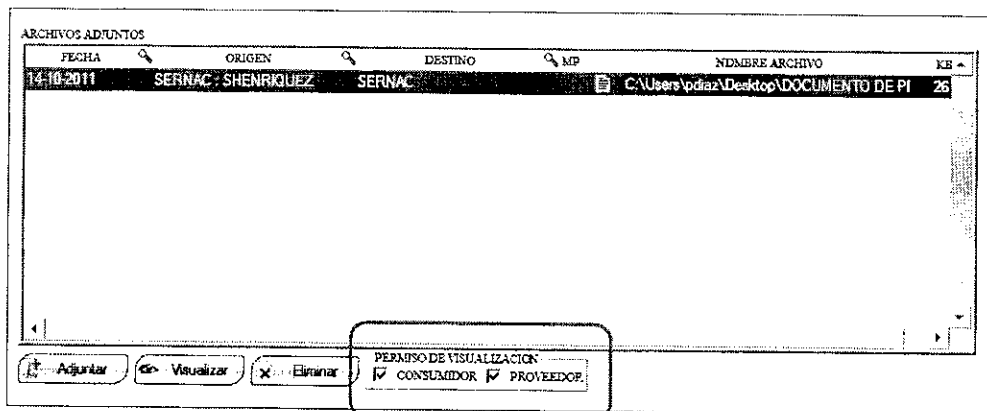 ARCHIVOS ADJUNTOS
FECHA ORIGEN DESTINO MP NOMBRE ARCHIVO KB
14-10-2011 SERNAC - SHENRIQUEZ SERNAC C:\Users\pdiaz\Desktop\DOCUMENTO DE PI 26
PERMISO DE VISUALIZACION
Adjuntar Visualizar Eliminar CONSUMIDOR PROVEEDOR